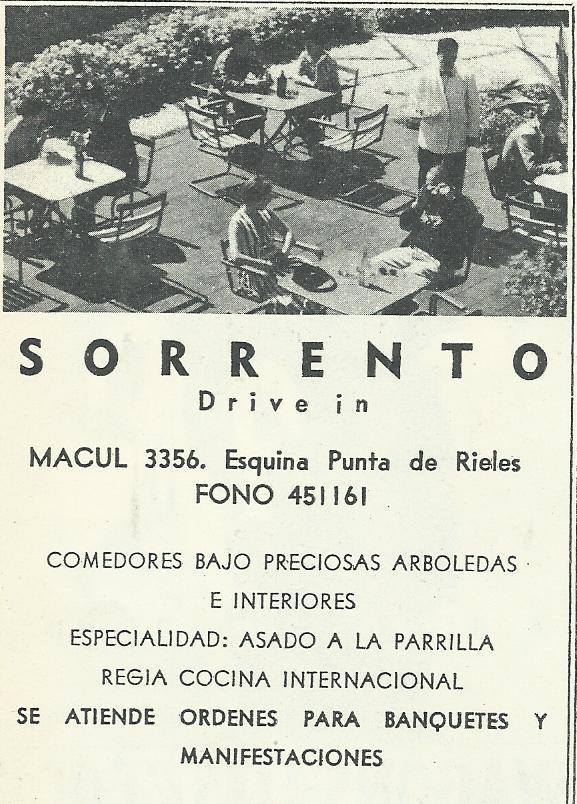 SORRENTO
Drive in
MACUL 3356. Esquina Punta de Rieles
FONO 451161
COMEDORES BAJO PRECIOSAS ARBOLEDAS
E INTERIORES
ESPECIALIDAD: ASADO A LA PARRILLA
REGIA COCINA INTERNACIONAL
SE ATIENDE ORDENES PARA BANQUETES Y
MANIFESTACIONES